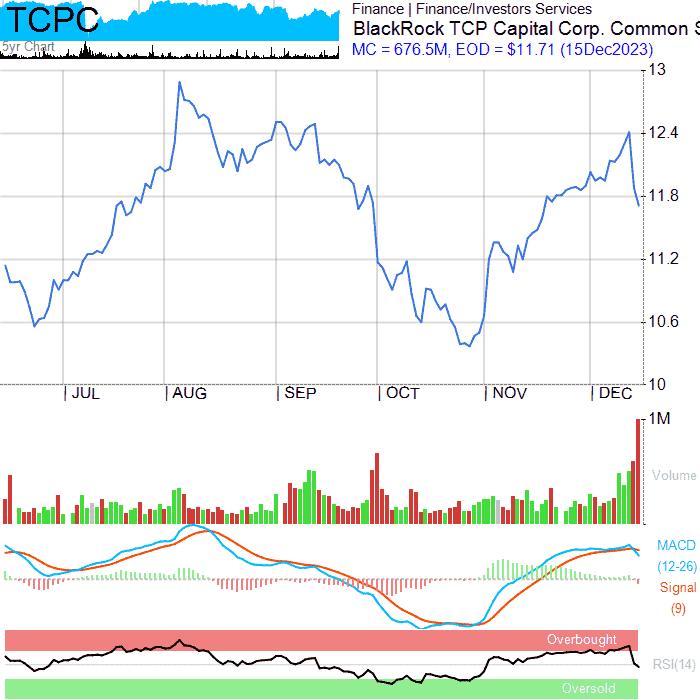 TCPC
5yr Chart
Finance | Finance/Investors Services
BlackRock TCP Capital Corp. Common S
MC = 676.5M, EOD = $11.71 (15Dec2023)
13
12.4
11.8
11.2
10.6
10
JUL
AUG
SEP
OCT
NOV
DEC
1M
Volume
MACD
(12-26)
Signal
(9)
Overbought
RSI(14)
Oversold